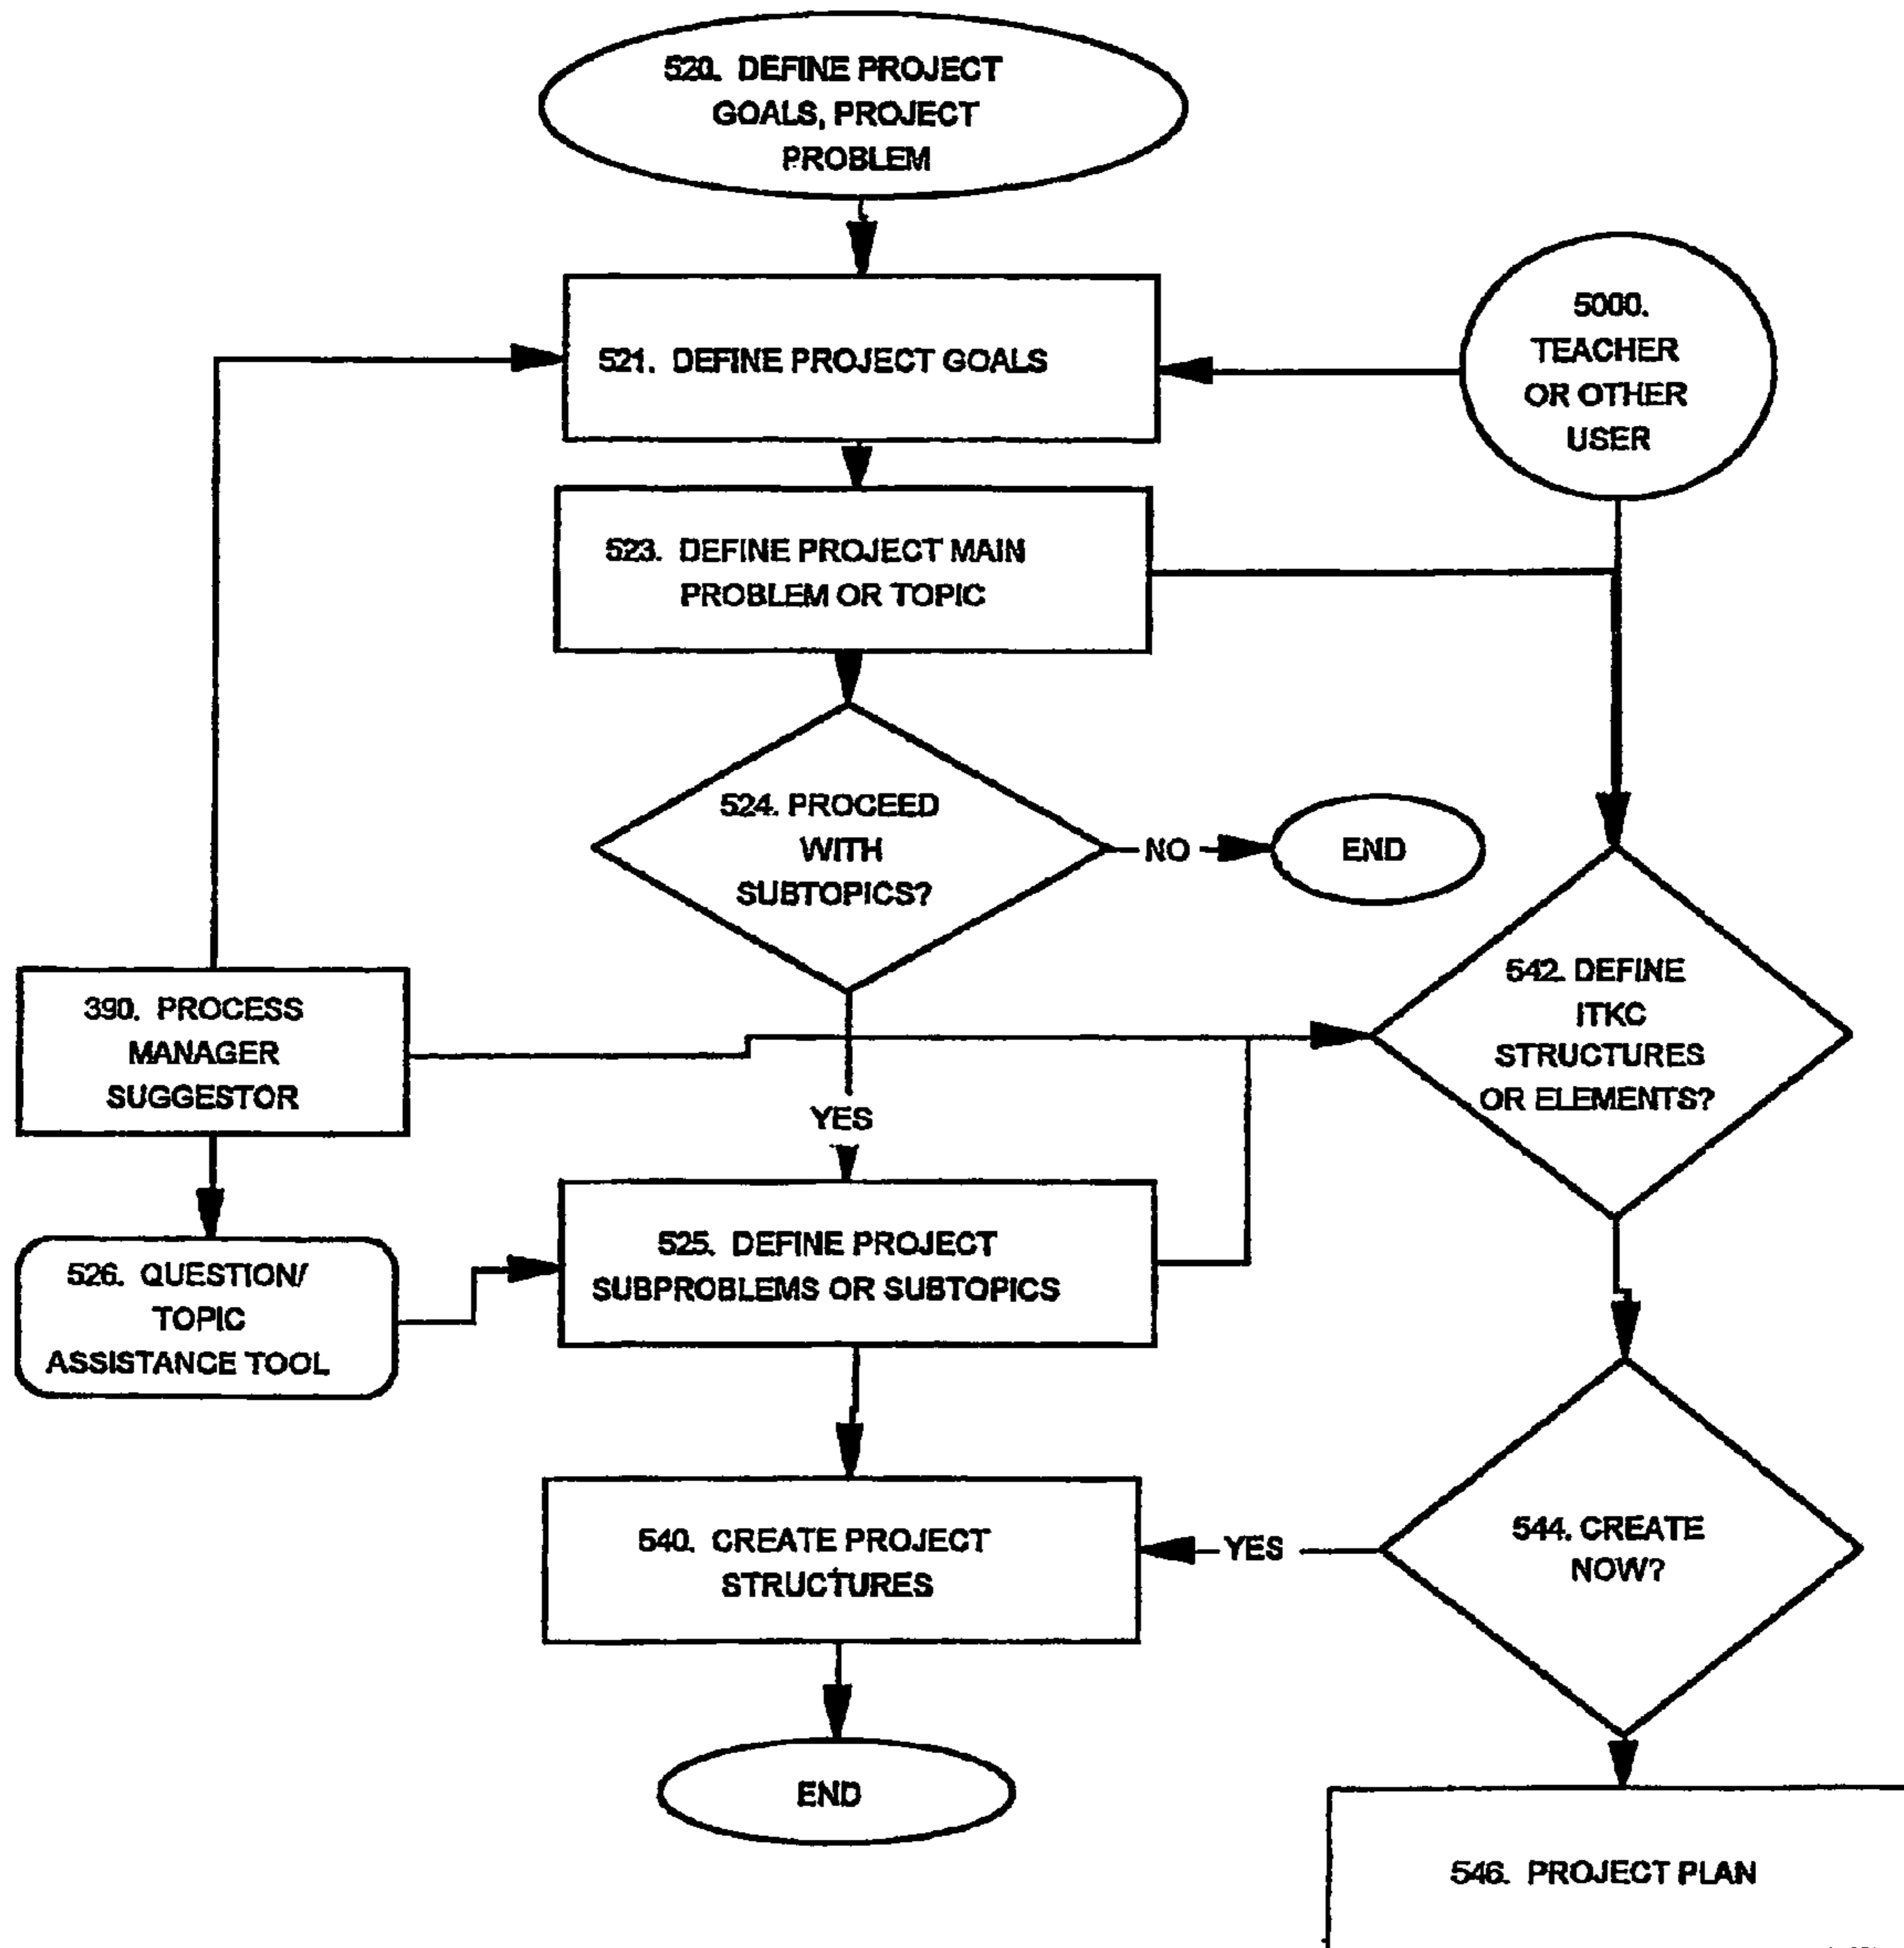 520. DEFINE PROJECT
GOALS, PROJECT
PROBLEM
5000.
TEACHER
OR OTHER
USER
521. DEFINE PROJECT GOALS
523. DEFINE PROJECT MAIN
PROBLEM OR TOPIC
524. PROCEED
WITH
SUBTOPICS?
NO
END
542. DEFINE
ITKC
STRUCTURES
OR ELEMENTS?
390. PROCESS
MANAGER
SUGGESTOR
YES
525. DEFINE PROJECT
SUBPROBLEMS OR SUBTOPICS
526. QUESTION/
TOPIC
ASSISTANCE TOOL
540. CREATE PROJECT
STRUCTURES
YES
544. CREATE
NOW?
END
546. PROJECT PLAN